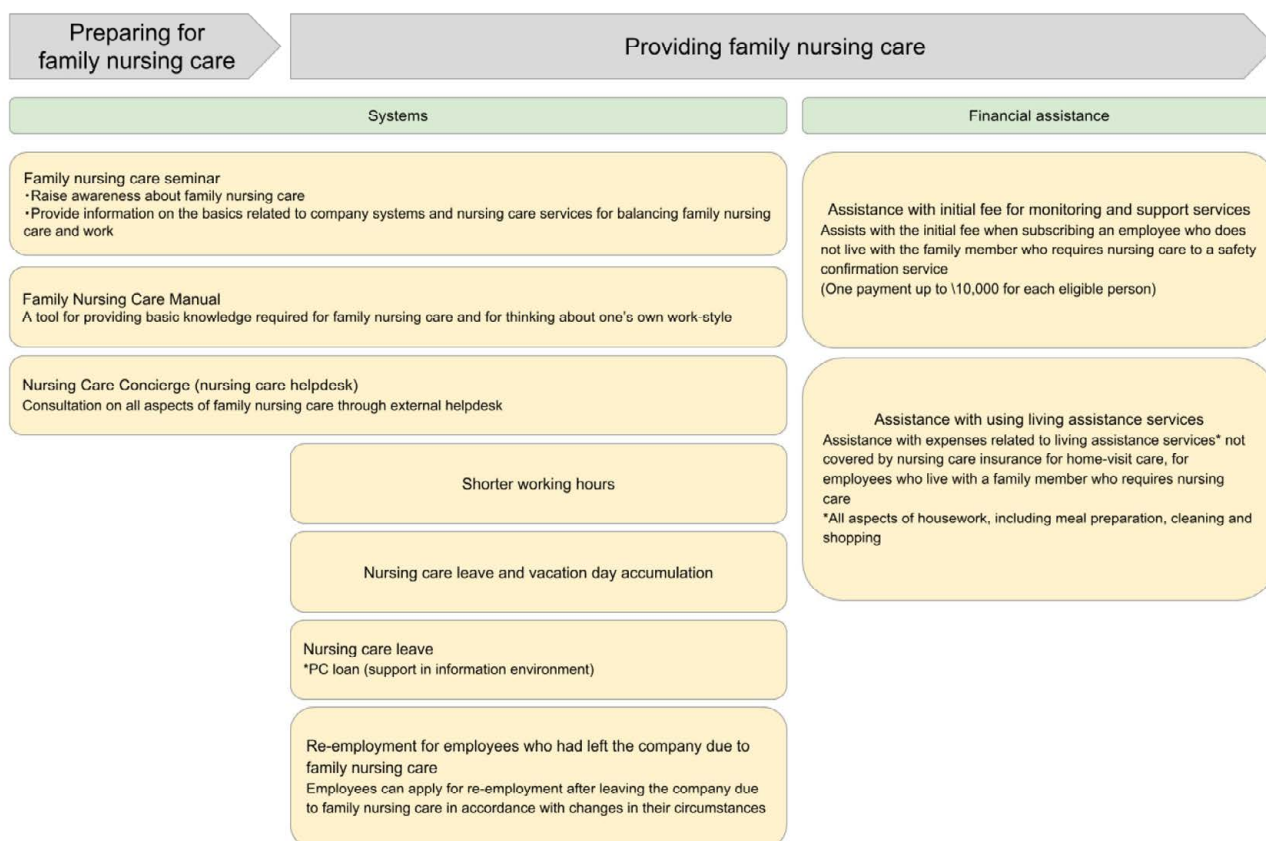 Preparing for
family nursing care
Providing family nursing care
Systems
Financial assistance
Family nursing care seminar
・Raise awareness about family nursing care
・Provide information on the basics related to company systems and nursing care services for balancing family nursing
care and work
Family Nursing Care Manual
A tool for providing basic knowledge required for family nursing care and for thinking about one's own work-style
Nursing Care Concierge (nursing care helpdesk)
Consultation on all aspects of family nursing care through external helpdesk
Shorter working hours
Nursing care leave and vacation day accumulation
Nursing care leave
*PC loan (support in information environment)
Re-employment for employees who had left the company due to
family nursing care
Employees can apply for re-employment after leaving the company due
to family nursing care in accordance with changes in their circumstances
Assistance with initial fee for monitoring and support services
Assists with the initial fee when subscribing an employee who does
not live with the family member who requires nursing care to a safety
confirmation service
(One payment up to \10,000 for each eligible person)
Assistance with using living assistance services
Assistance with expenses related to living assistance services* not
covered by nursing care insurance for home-visit care, for
employees who live with a family member who requires nursing
care
*All aspects of housework, including meal preparation, cleaning and
shopping